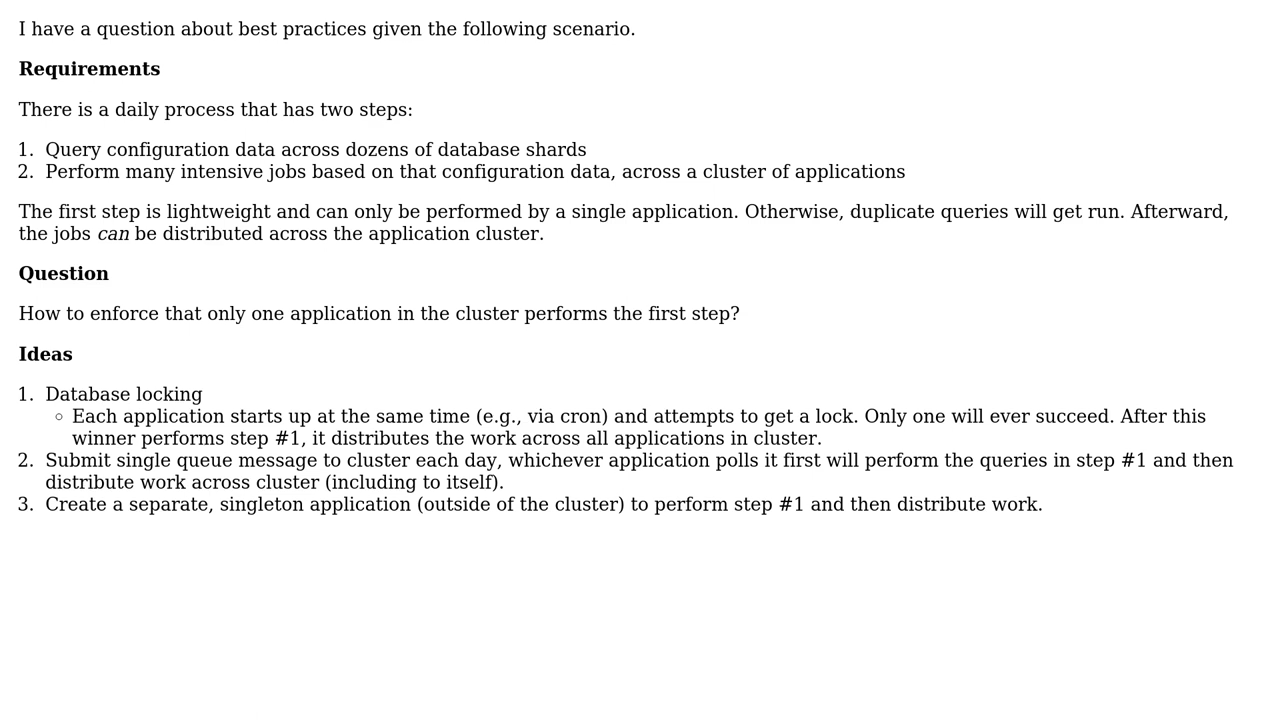 I have a question about best practices given the following scenario.
Requirements
There is a daily process that has two steps:
1. Query configuration data across dozens of database shards
2. Perform many intensive jobs based on that configuration data, across a cluster of applications
The first step is lightweight and can only be performed by a single application. Otherwise, duplicate queries will get run. Afterward,
the jobs can be distributed across the application cluster.
Question
How to enforce that only one application in the cluster performs the first step?
Ideas
1. Database locking
◦ Each application starts up at the same time (e.g., via cron) and attempts to get a lock. Only one will ever succeed. After this
winner performs step #1, it distributes the work across all applications in cluster.
2. Submit single queue message to cluster each day, whichever application polls it first will perform the queries in step #1 and then
distribute work across cluster (including to itself).
3. Create a separate, singleton application (outside of the cluster) to perform step #1 and then distribute work.